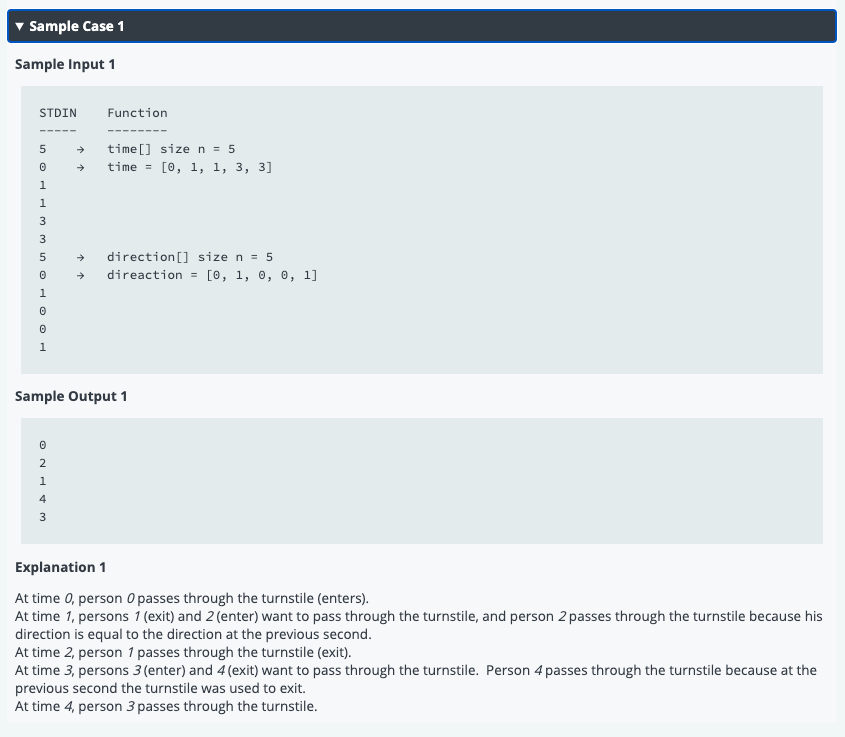 ▼ Sample Case 1
Sample Input 1
STDIN    Function
-----    --------
5    →   time[] size n = 5
0    →   time = [0, 1, 1, 3, 3]
1
1
3
3
5    →   direction[] size n = 5
0    →   direaction = [0, 1, 0, 0, 1]
1
0
0
1
Sample Output 1
0
2
1
4
3
Explanation 1
At time 0, person 0 passes through the turnstile (enters).
At time 1, persons 1 (exit) and 2 (enter) want to pass through the turnstile, and person 2 passes through the turnstile because his
direction is equal to the direction at the previous second.
At time 2, person 1 passes through the turnstile (exit).
At time 3, persons 3 (enter) and 4 (exit) want to pass through the turnstile.  Person 4 passes through the turnstile because at the
previous second the turnstile was used to exit.
At time 4, person 3 passes through the turnstile.